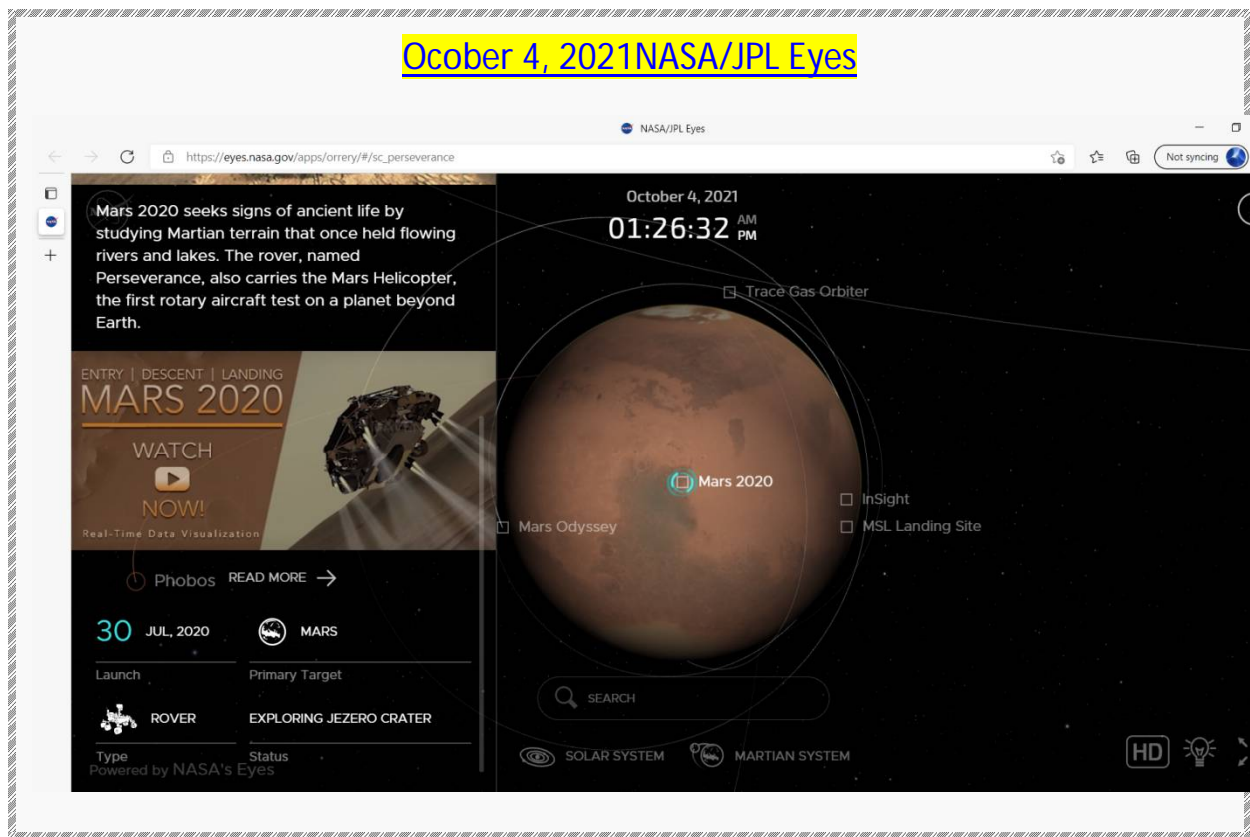 Ocober 4, 2021NASA/JPL Eyes
NASA/JPL Eyes
https://eyes.nasa.gov/apps/orrery/#/sc_perseverance
Not syncing
Mars 2020 seeks signs of ancient life by
studying Martian terrain that once held flowing
rivers and lakes. The rover, named
Perseverance, also carries the Mars Helicopter,
the first rotary aircraft test on a planet beyond
Earth.
ENTRY | DESCENT | LANDING
MARS 2020
WATCH
NOW!
Real-Time Data Visualization
Phobos READ MORE
30 JUL, 2020
Launch
MARS
Primary Target
ROVER
Type
EXPLORING JEZERO CRATER
Status
Powered by NASA's Eyes
October 4, 2021
01:26:32 AM
PM
Trace Gas Orbiter
Mars 2020
InSight
Mars Odyssey
MSL Landing Site
SEARCH
SOLAR SYSTEM
MARTIAN SYSTEM
HD